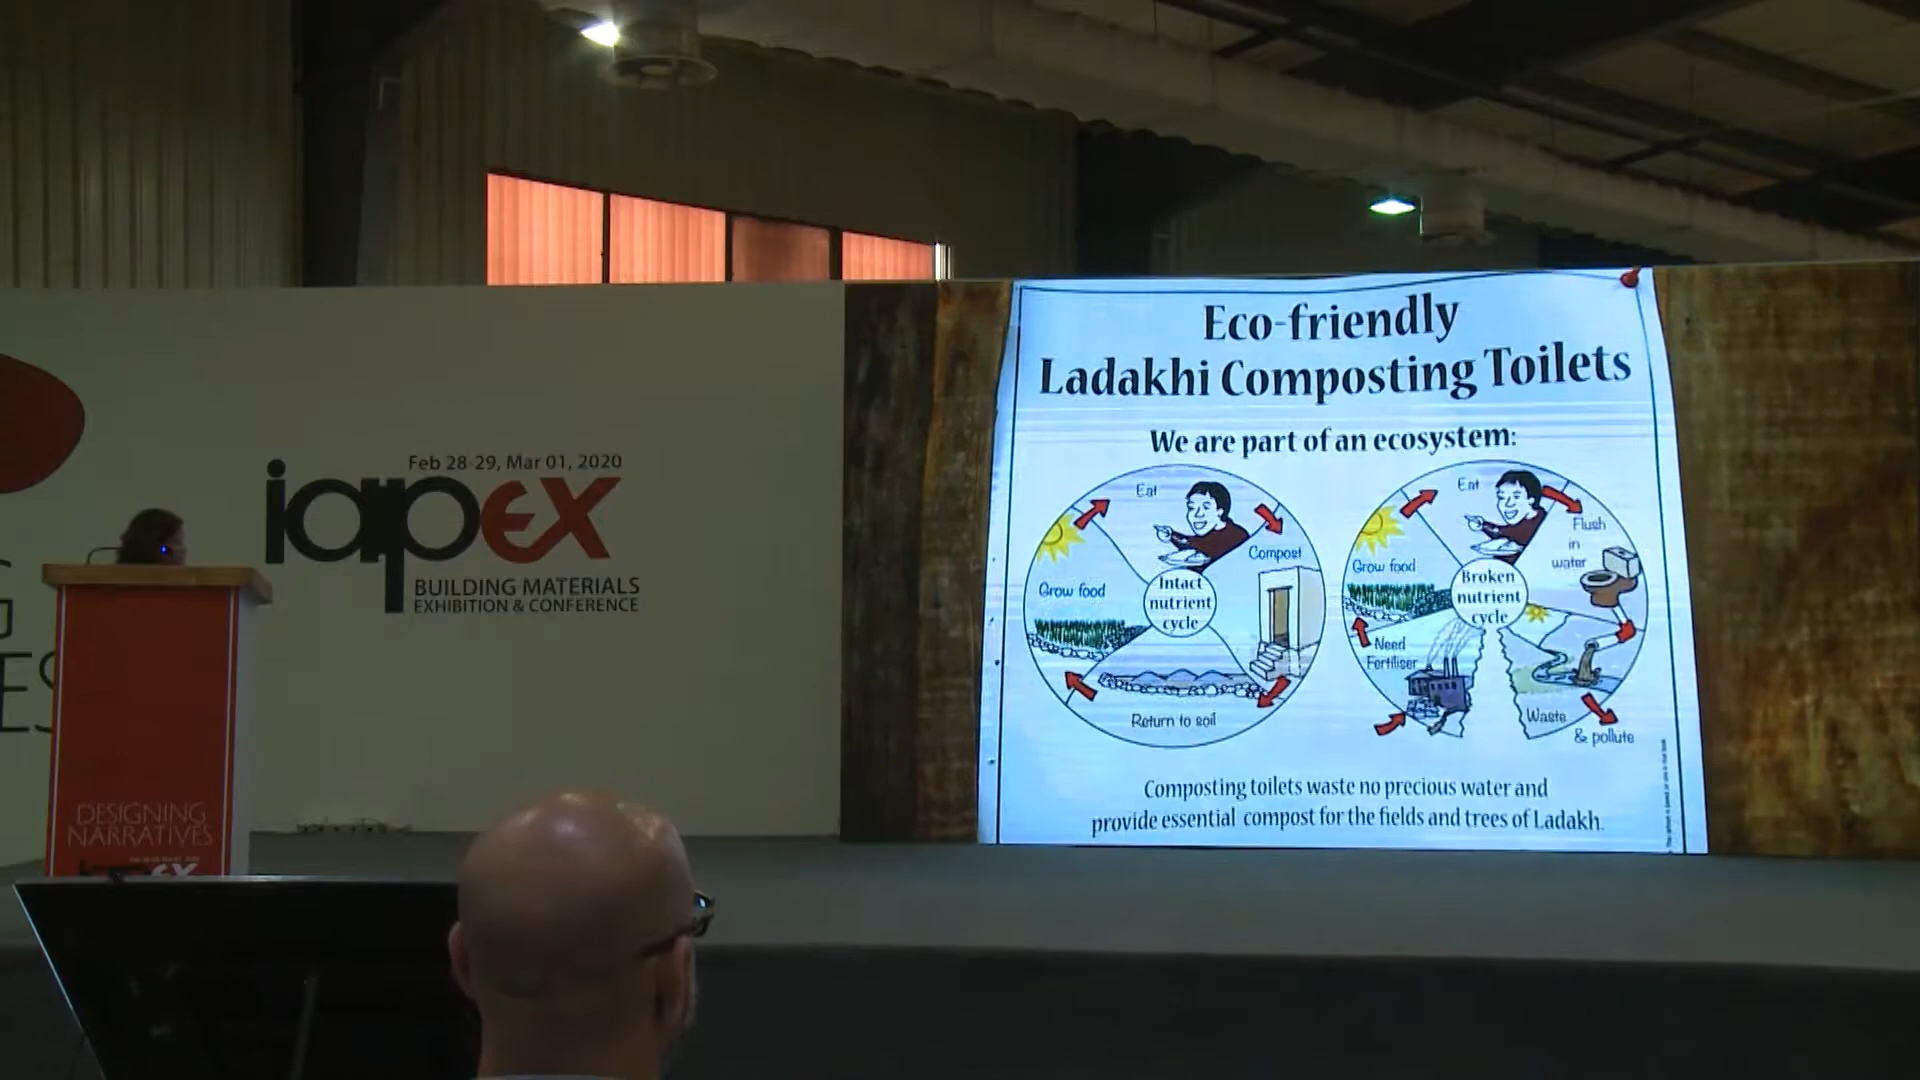 Feb 28-29, Mar 01, 2020
iapex
BUILDING MATERIALS
EXHIBITION & CONFERENCE
DESIGNING
NARRATIVES
Eco-friendly
Ladakhi Composting Toilets
We are part of an ecosystem:
Eat
Compost
Return to soil
Grow food
Intact
nutrient
cycle
Eat
Flush
in
water
Waste
& pollute
Need
Fertiliser
Grow food
Broken
nutrient
cycle
Composting toilets waste no precious water and
provide essential compost for the fields and trees of Ladakh.